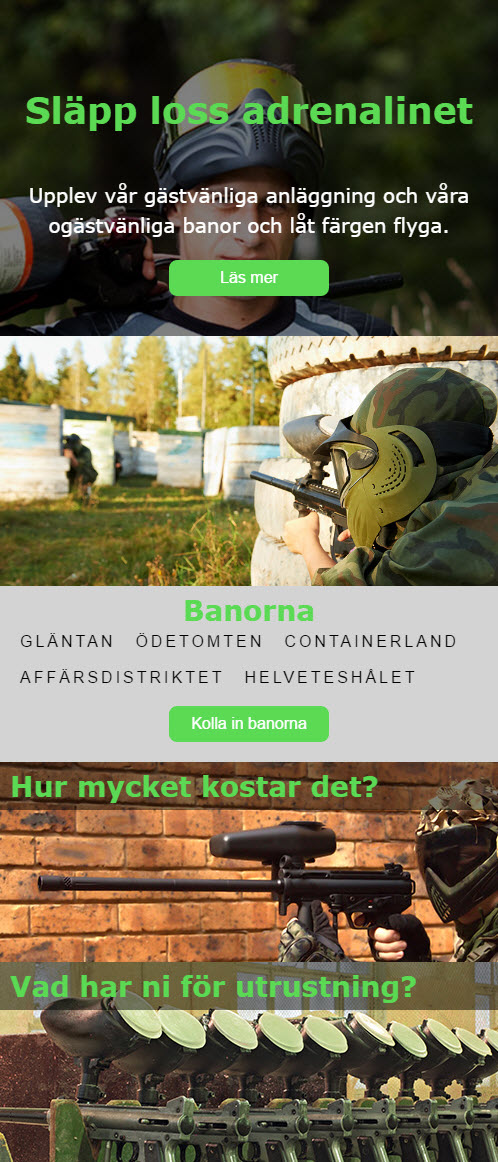 Släpp loss adrenalinet
Upplev vår gästvänliga anläggning och våra
ogästvänliga banor och låt färgen flyga.
Läs mer
Banorna
GLÄNTAN ÖDETOMTEN CONTAINERLAND
AFFÄRSDISTRIKTET HELVETESHÅLET
Kolla in banorna
Hur mycket kostar det?
Vad har ni för utrustning?